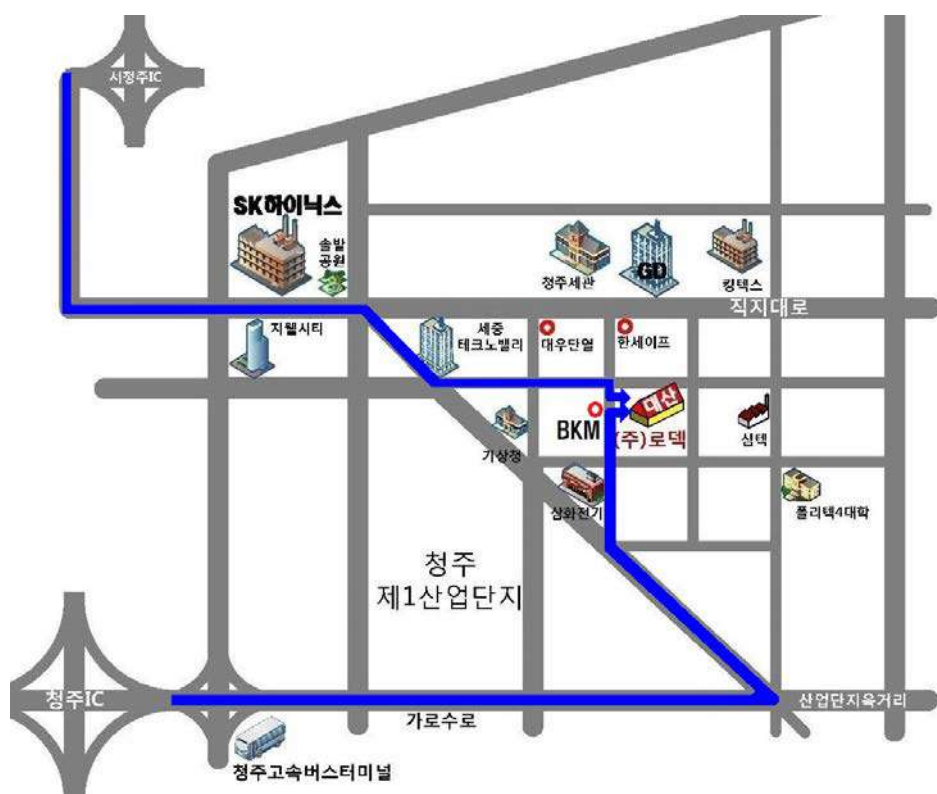 서청주IC
SK하이닉스
솔밭
공원
청주세관
GD
킹텍스
직지대로
지웰시티
세중
테크노밸리
대우단열
한세이프
대산
BKM
(주)로덱
심텍
기상청
삼화전기
폴리텍4대학
청주
제1산업단지
청주IC
산업단지육거리
가로수로
청주고속버스터미널